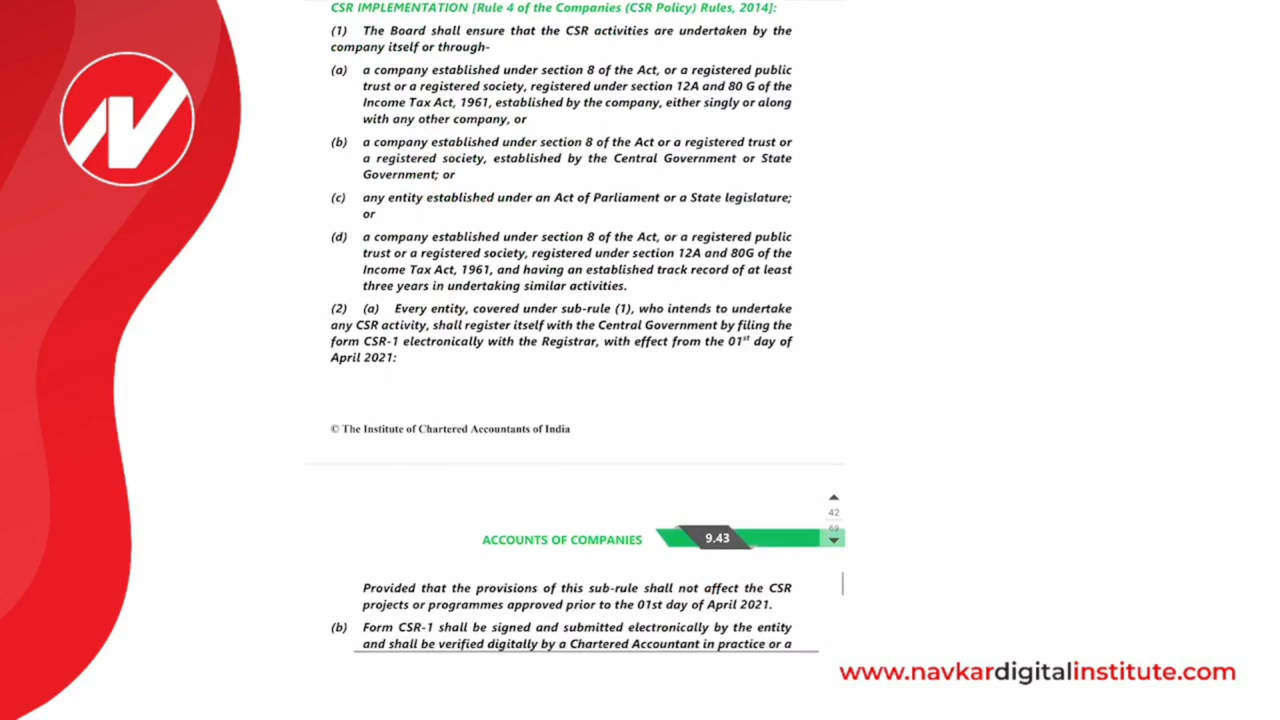 CSR IMPLEMENTATION [Rule 4 of the Companies (CSR Policy) Rules, 2014]:
(1) The Board shall ensure that the CSR activities are undertaken by the
company itself or through-
(a) a company established under section 8 of the Act, or a registered public
trust or a registered society, registered under section 12A and 80 G of the
Income Tax Act, 1961, established by the company, either singly or along
with any other company, or
(b) a company established under section 8 of the Act or a registered trust or
a registered society, established by the Central Government or State
Government; or
(c) any entity established under an Act of Parliament or a State legislature;
or
(d) a company established under section 8 of the Act, or a registered public
trust or a registered society, registered under section 12A and 80G of the
Income Tax Act, 1961, and having an established track record of at least
three years in undertaking similar activities.
(2) (a) Every entity, covered under sub-rule (1), who intends to undertake
any CSR activity, shall register itself with the Central Government by filing the
form CSR-1 electronically with the Registrar, with effect from the 01st day of
April 2021:
© The Institute of Chartered Accountants of India
42
69
ACCOUNTS OF COMPANIES 9.43
Provided that the provisions of this sub-rule shall not affect the CSR
projects or programmes approved prior to the 01st day of April 2021.
(b) Form CSR-1 shall be signed and submitted electronically by the entity
and shall be verified digitally by a Chartered Accountant in practice or a
www.navkardigitalinstitute.com